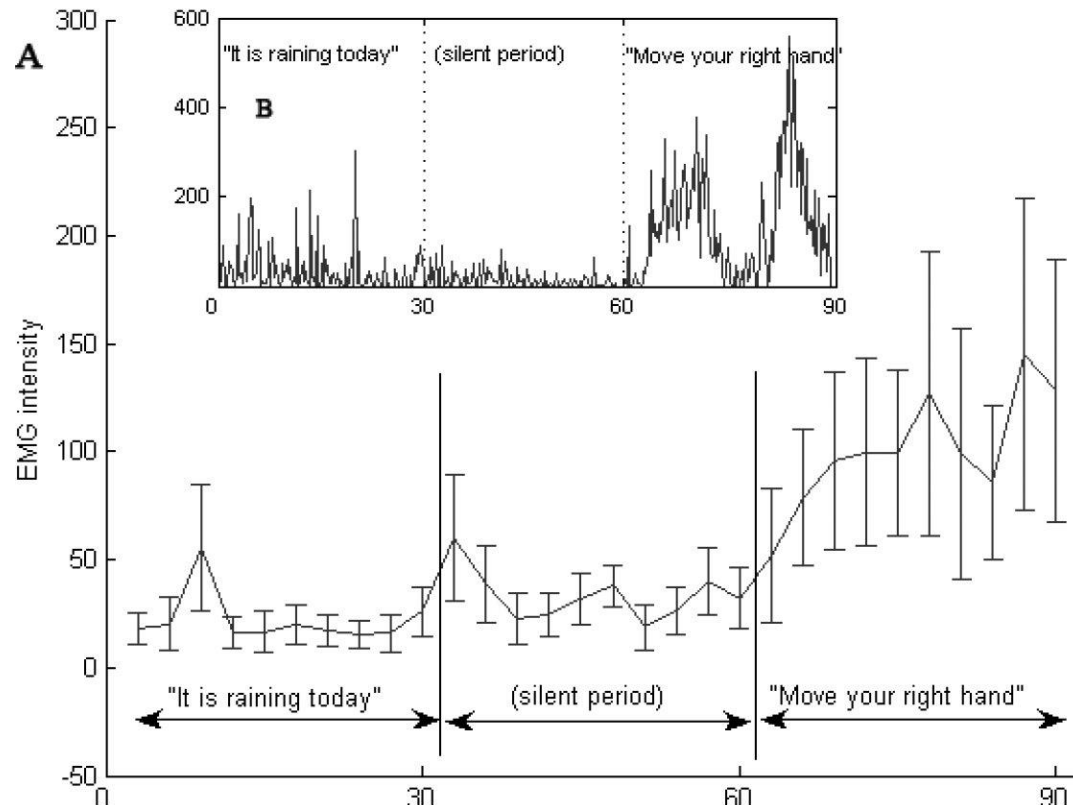 A
300
250
200
150
100
50
0
-50
EMG intensity
600
400
200
"It is raining today"
(silent period)
"Move your right hand"
B
0
30
60
90
"It is raining today"
(silent period)
"Move your right hand"
0
30
60
90